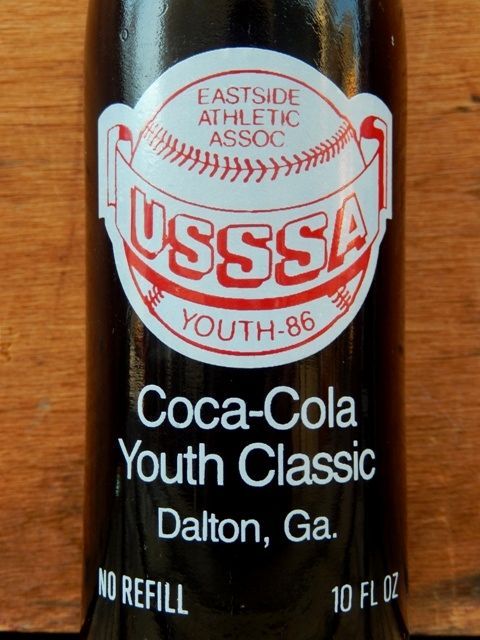 EASTSIDE
ATHLETIC
ASSOC
USSSA
YOUTH-86
Coca-Cola
Youth Classic
Dalton, Ga.
NO REFILL
10 FL OZ